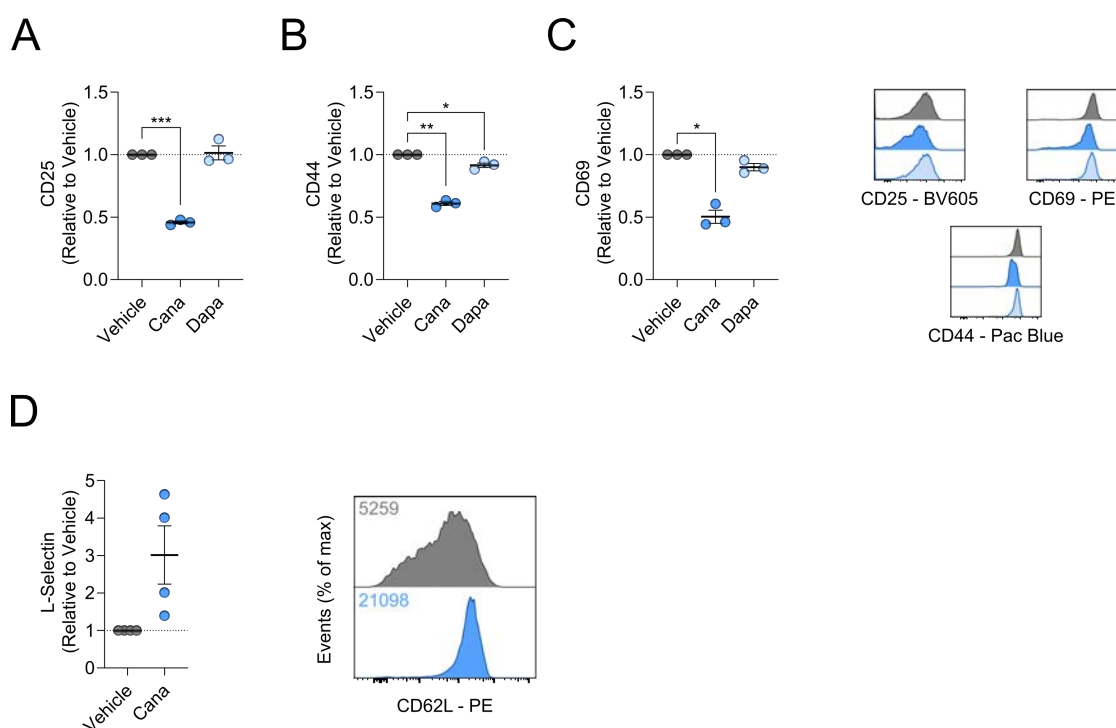 A
B
C
CD25
(Relative to Vehicle)
1.5
1.0
0.5
0.0
***
Vehicle
Cana
Dapa
CD44
(Relative to Vehicle)
1.5
1.0
0.5
0.0
**
*
Vehicle
Cana
Dapa
CD69
(Relative to Vehicle)
1.5
1.0
0.5
0.0
*
Vehicle
Cana
Dapa
CD25 - BV605
CD69 - PE
CD44 - Pac Blue
D
L-Selectin
(Relative to Vehicle)
5
4
3
2
1
0
Vehicle
Cana
Events (% of max)
5259
21098
CD62L - PE